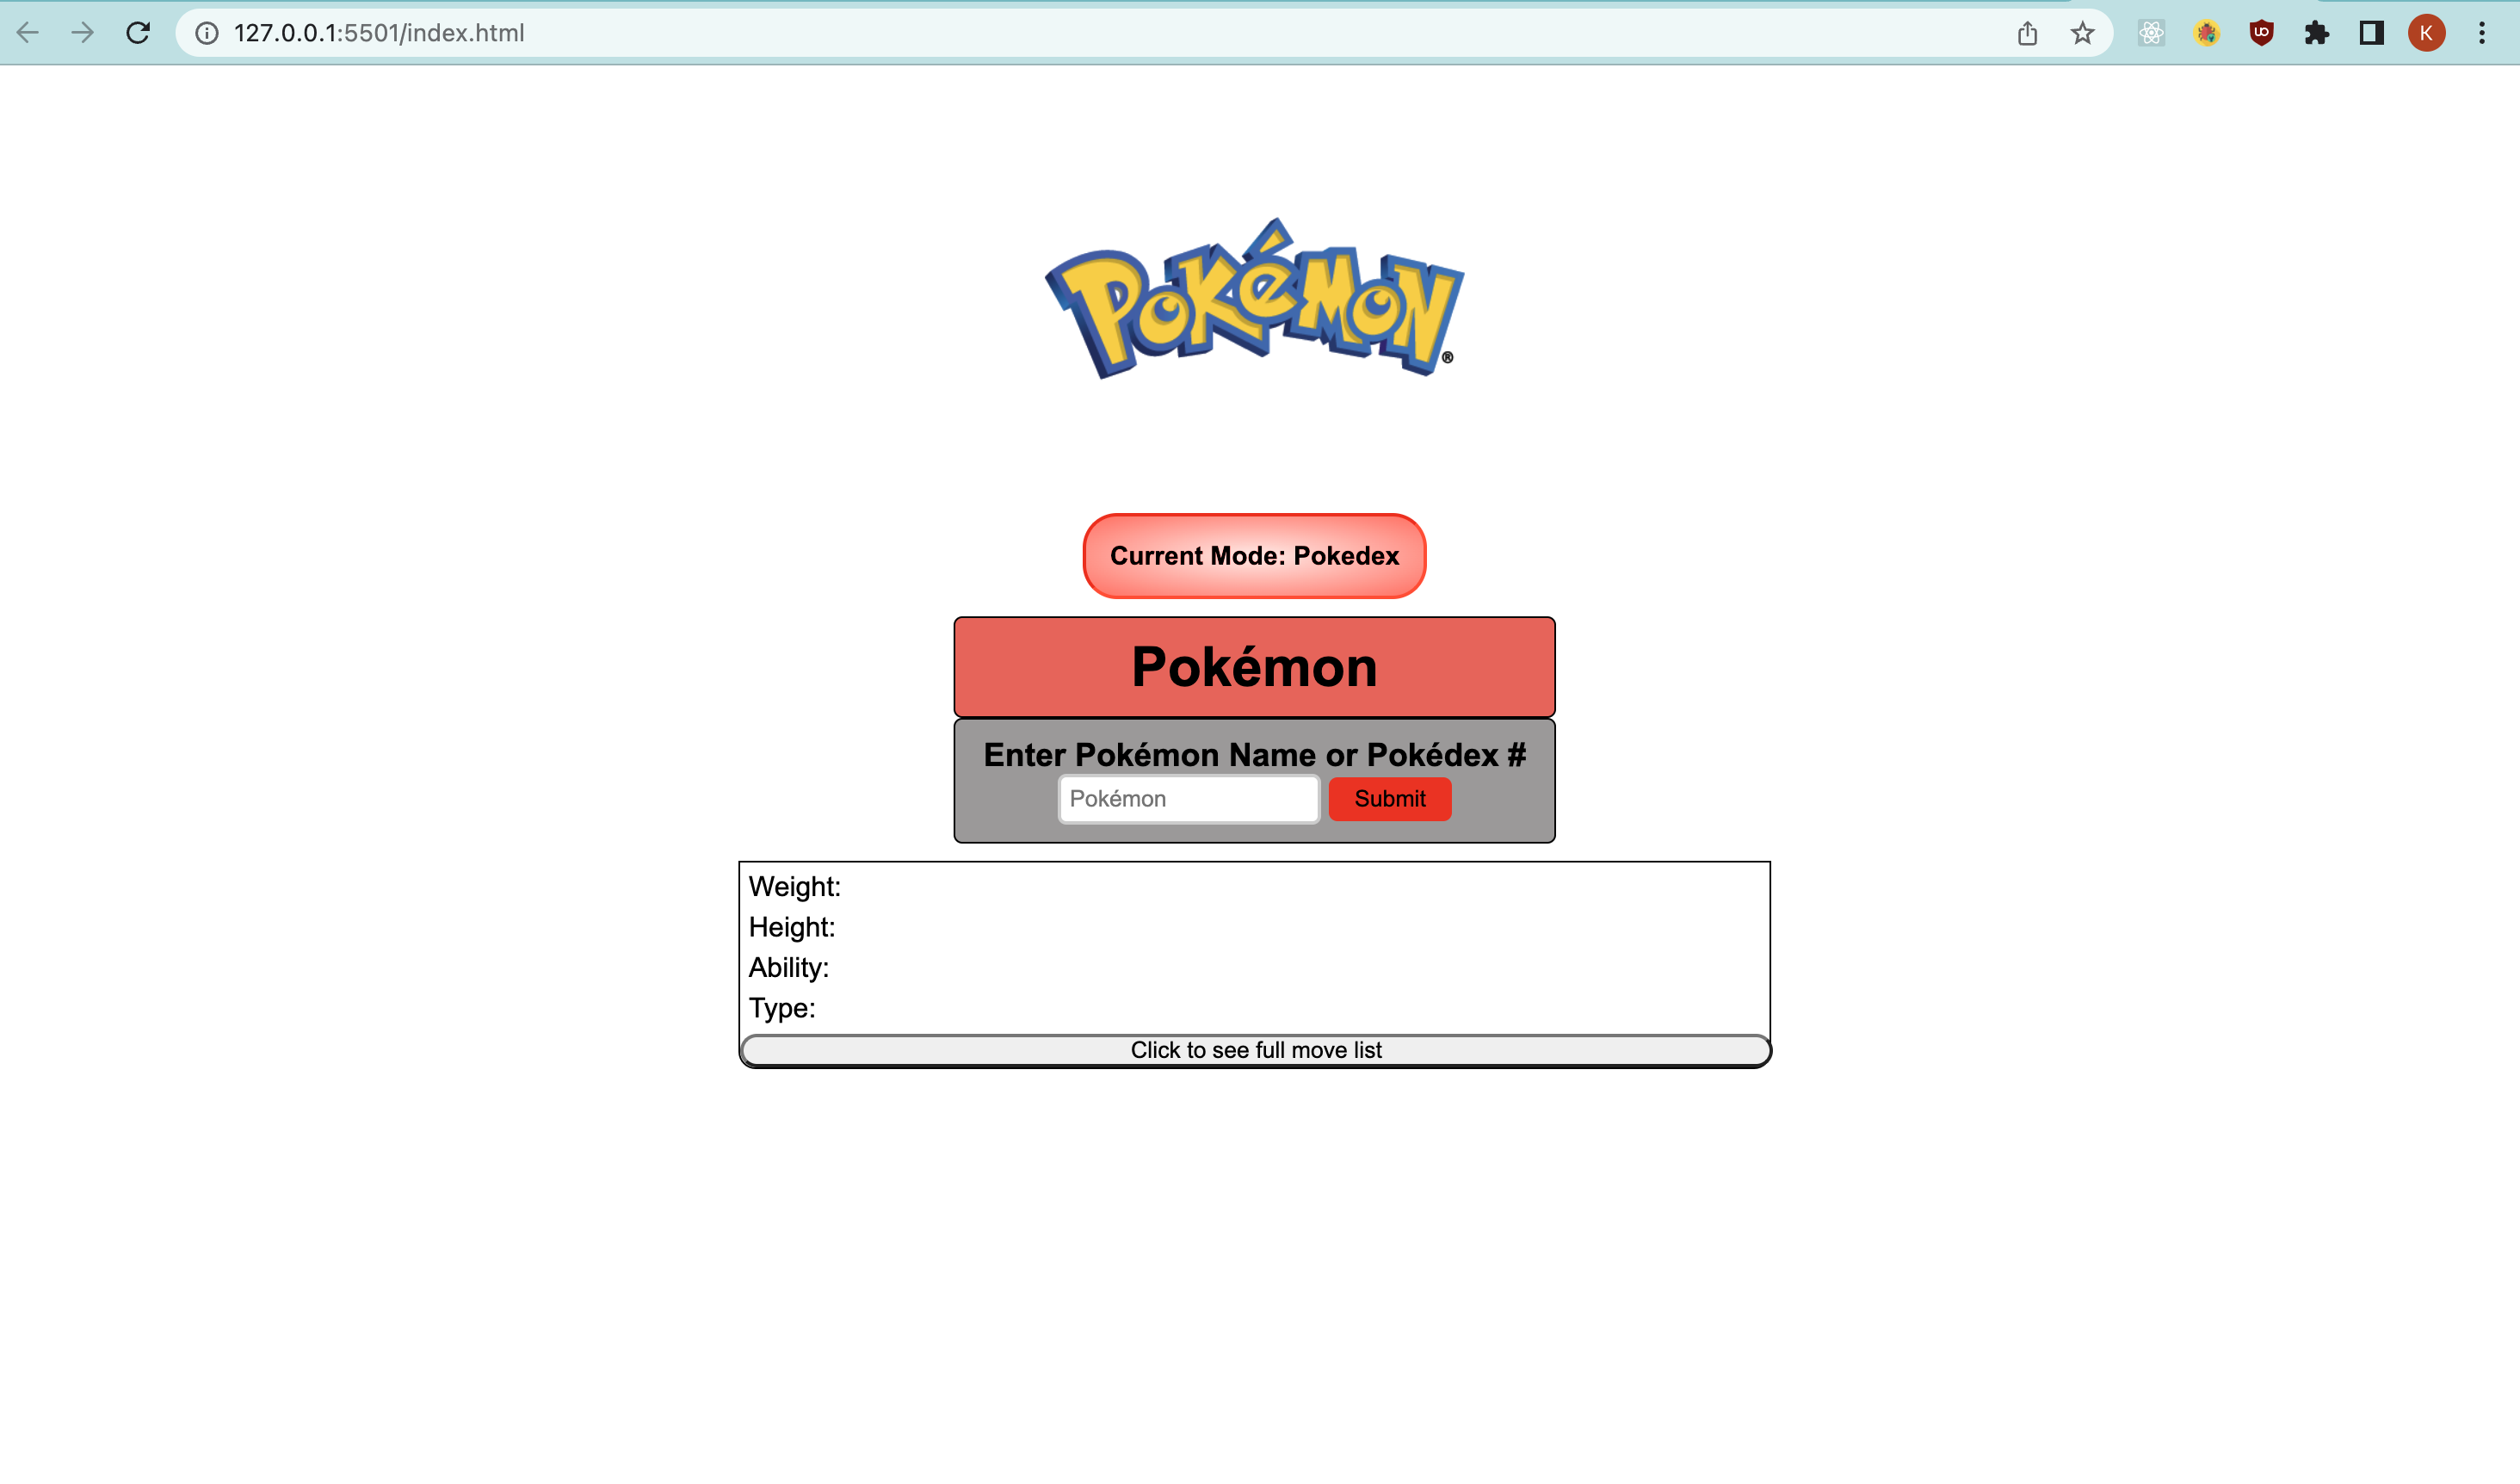 127.0.0.1:5501/index.html
UO
K
POKéMON®
Current Mode: Pokedex
Pokémon
Enter Pokémon Name or Pokédex #
Pokémon Submit
Weight:
Height:
Ability:
Type:
Click to see full move list